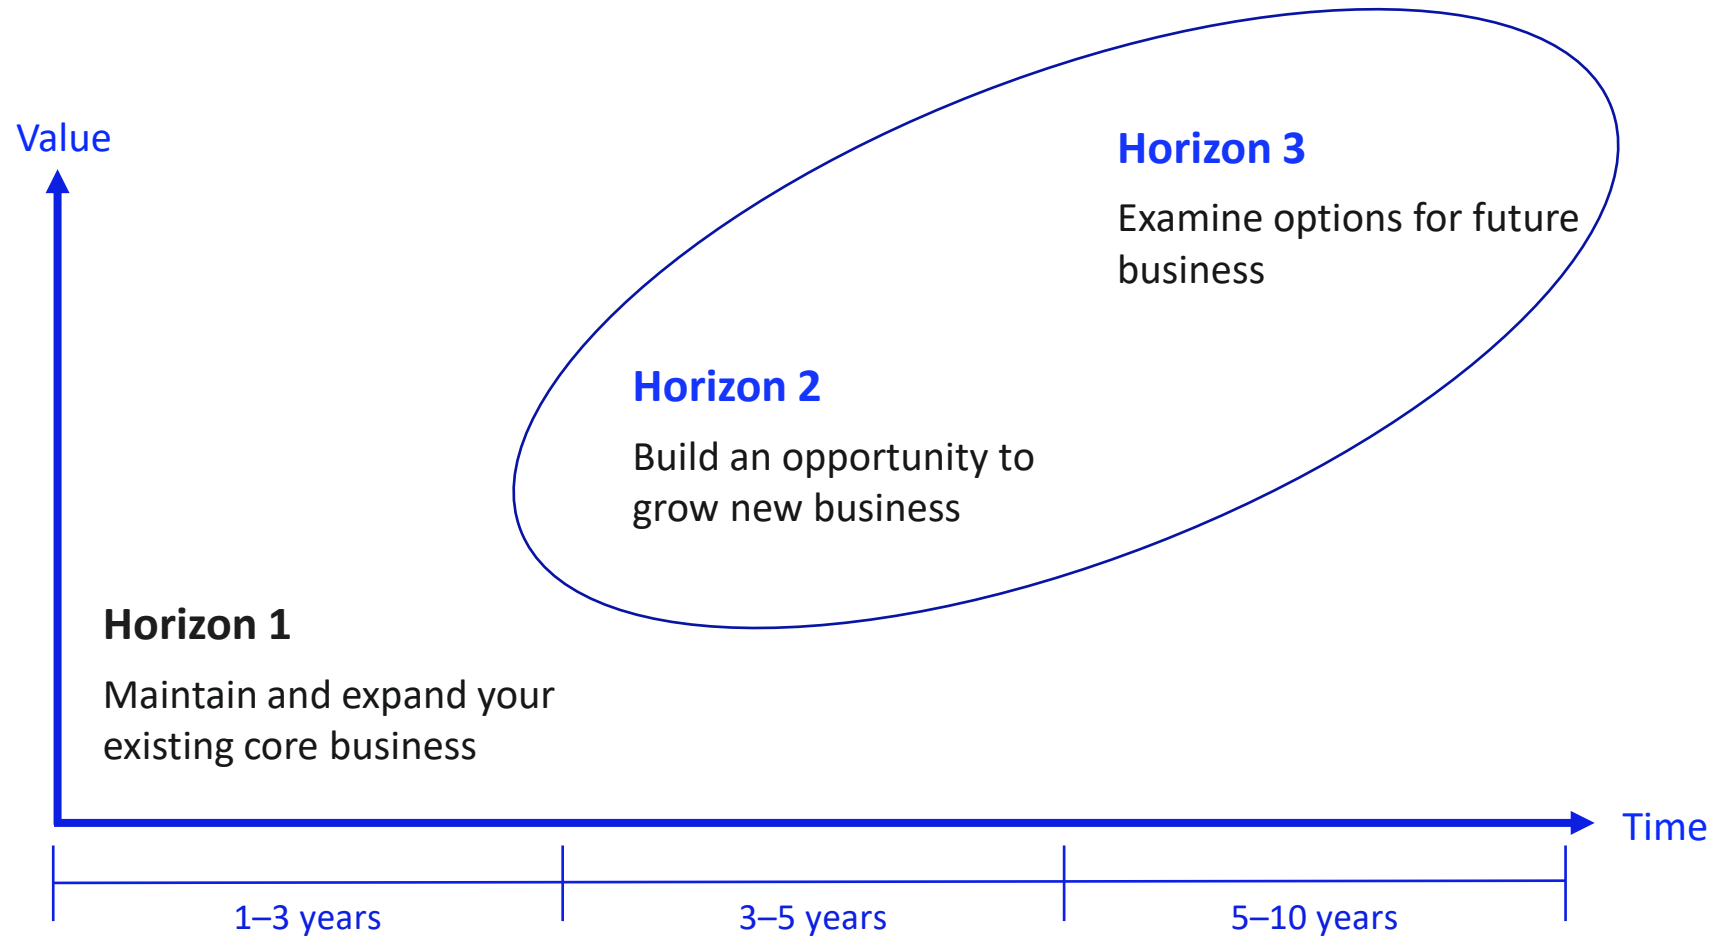 Value
Horizon 3
Examine options for future
business
Horizon 2
Build an opportunity to
grow new business
Horizon 1
Maintain and expand your
existing core business
Time
1–3 years
3–5 years
5–10 years